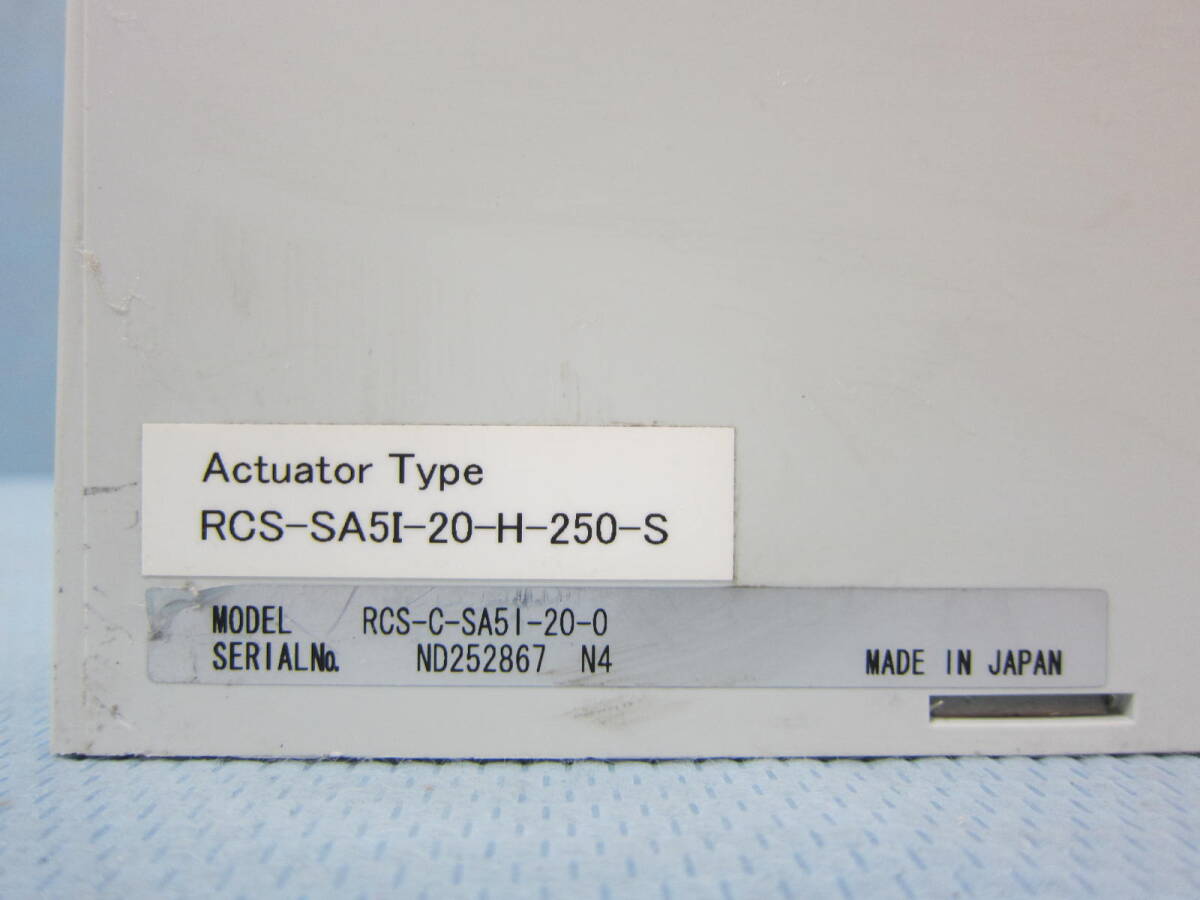 Actuator Type
RCS-SA5I-20-H-250-S
MODEL RCS-C-SA5I-20-0
SERIALNo. ND252867 N4
MADE IN JAPAN